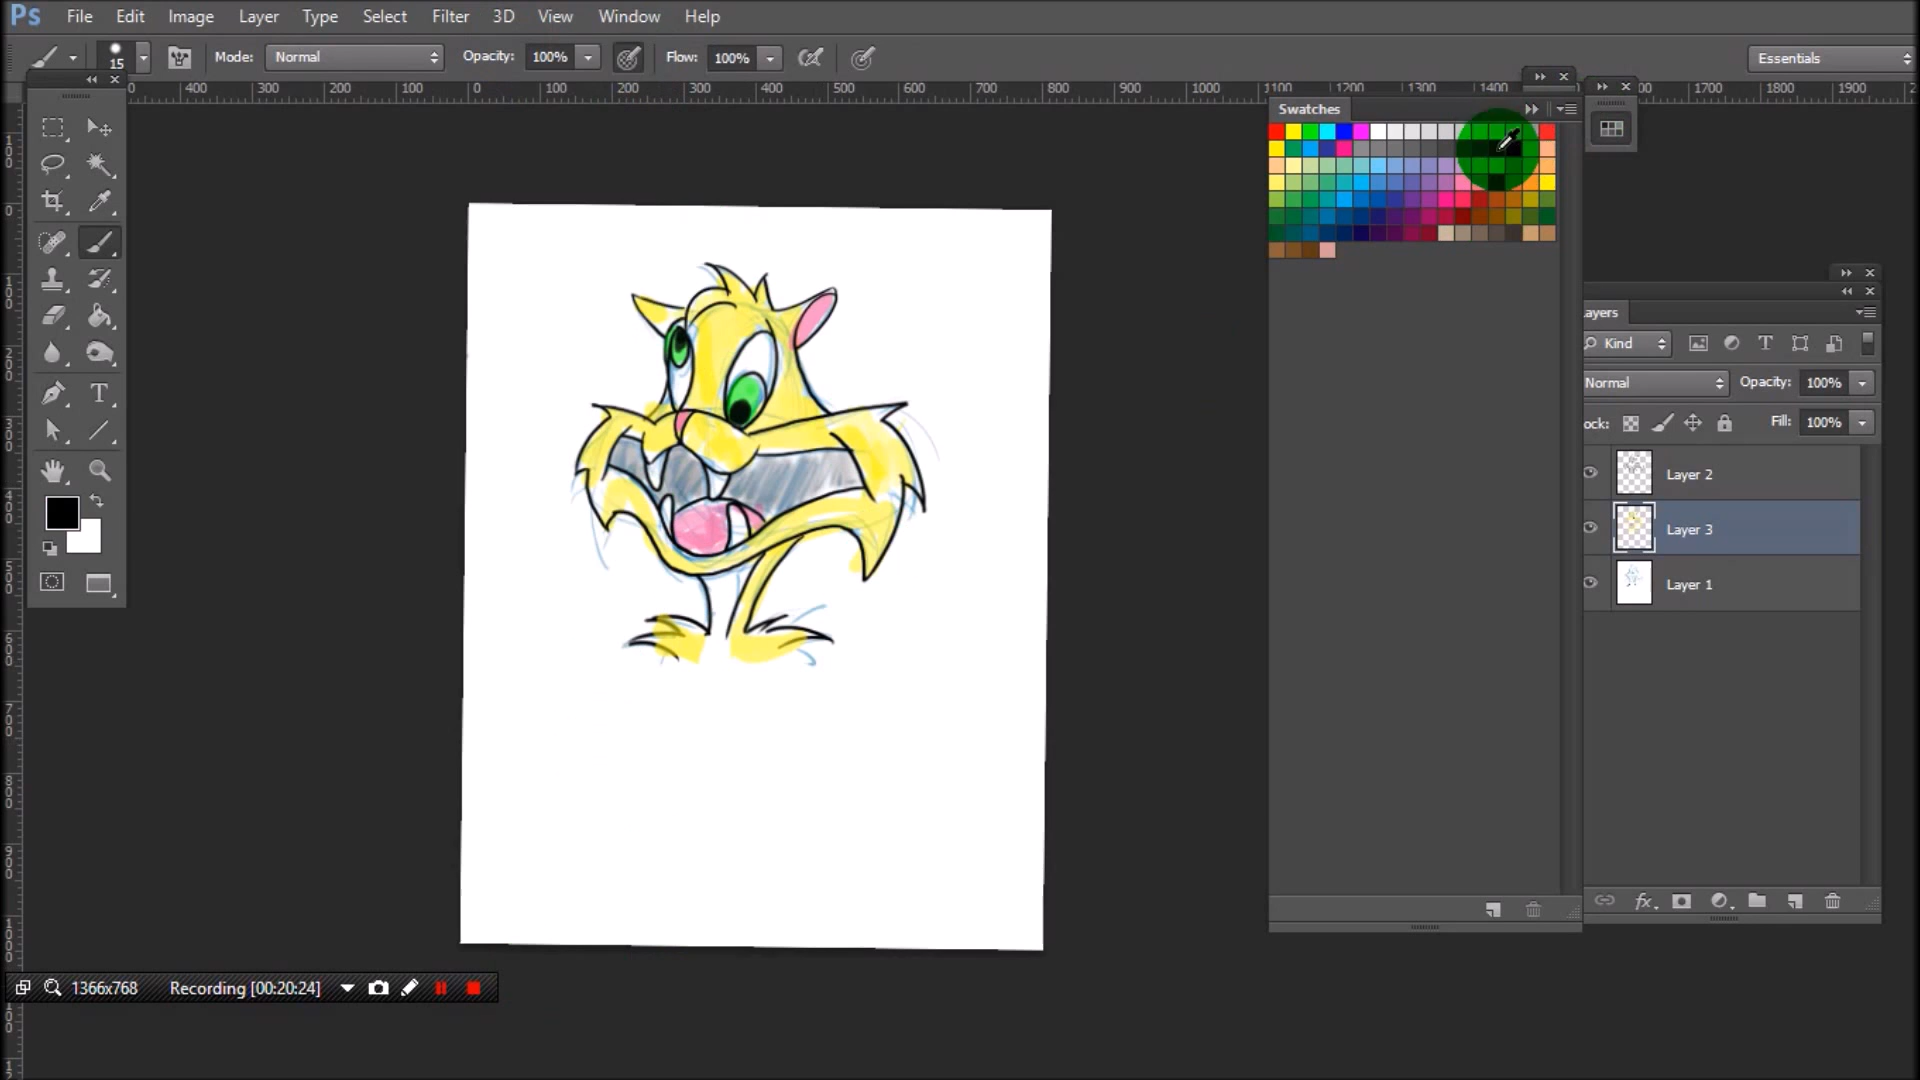 Ps File Edit Image Layer Type Select Filter 3D View Window Help
15 Mode: Normal Opacity: 100% Flow: 100% Essentials
400 300 200 100 0 100 200 300 400 500 600 700 800 900 1000 1100 1200 1300 1400 1700 1800 1900
Swatches
ayers
Kind
Normal Opacity: 100%
ock: Fill: 100%
Layer 2
Layer 3
Layer 1
T
fx
1366x768 Recording [00:20:24]